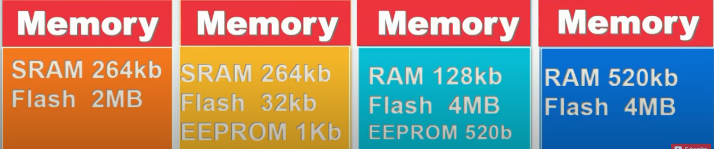 Memory
SRAM 264kb
Flash 2MB
Memory
SRAM 264kb
Flash 32kb
EEPROM 1Kb
Memory
RAM 128kb
Flash 4MB
EEPROM 520b
Memory
RAM 520kb
Flash 4MB